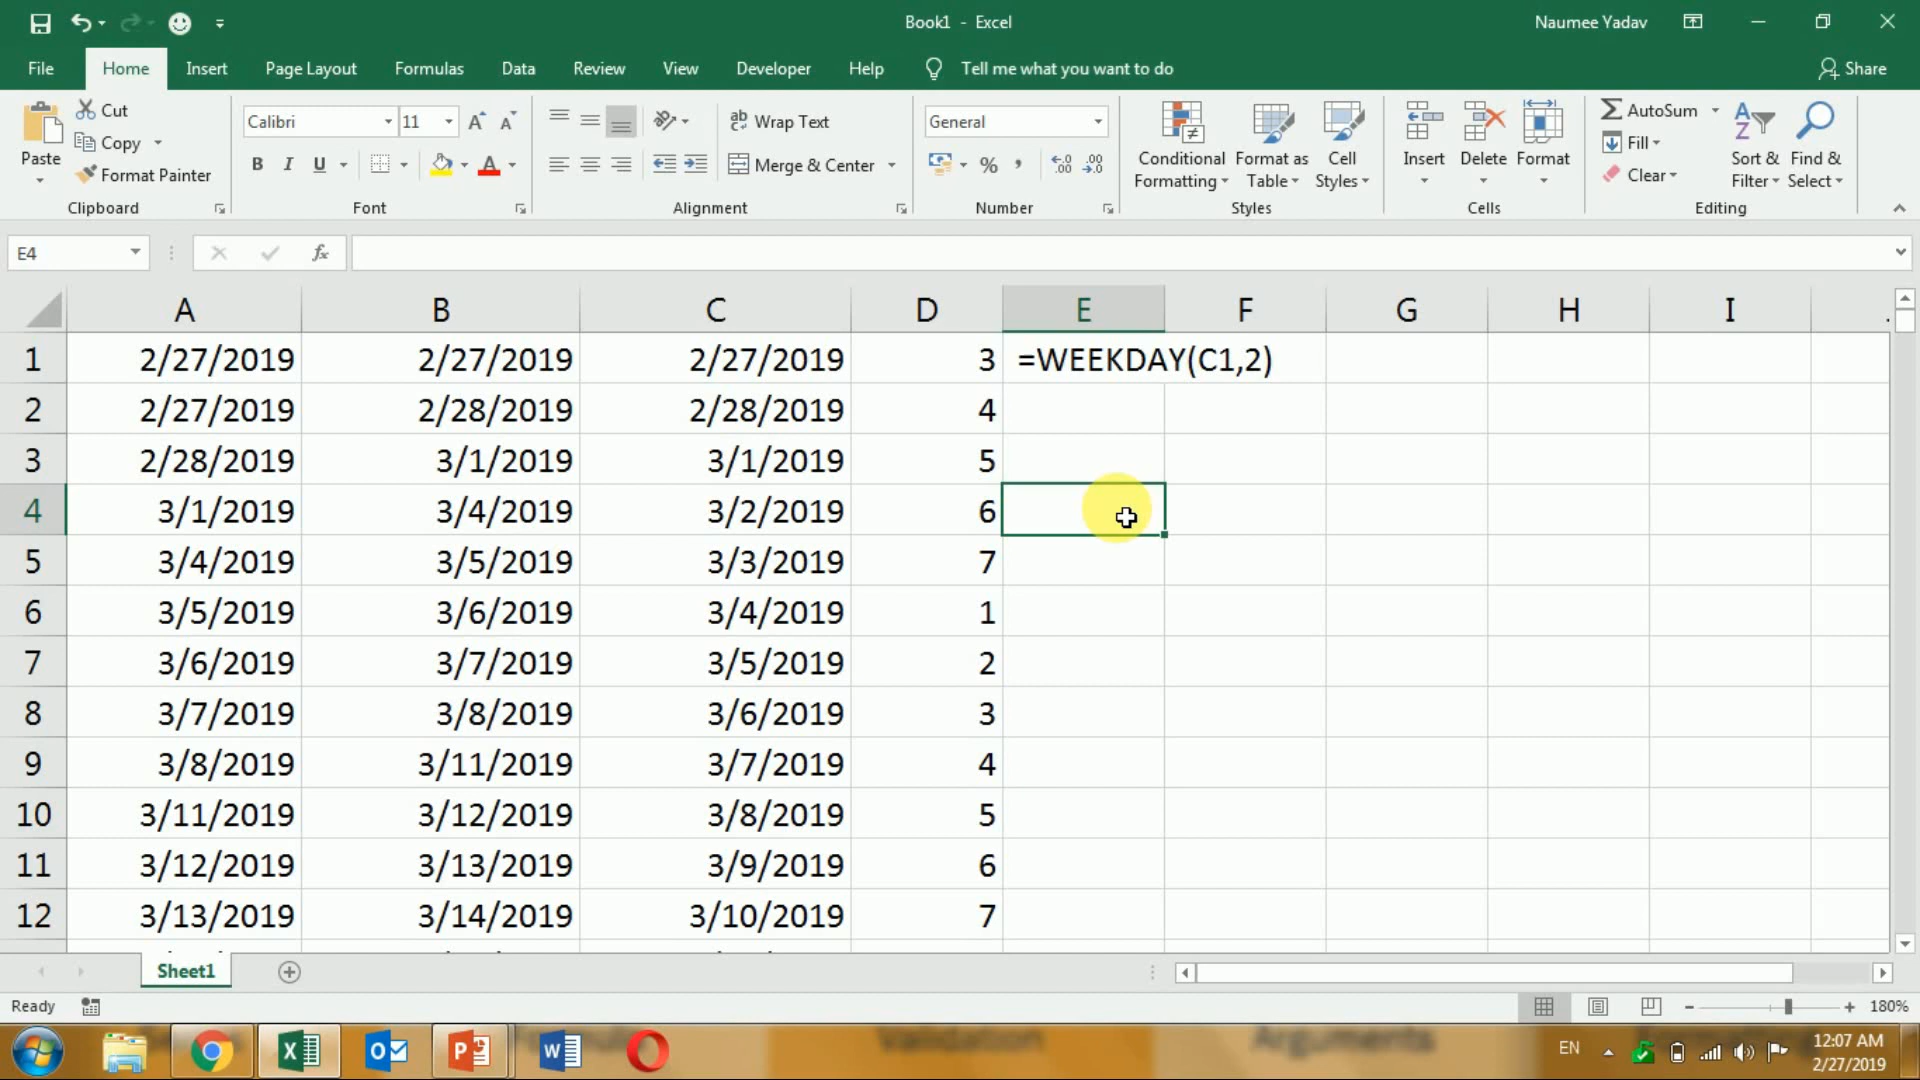 Book1 - Excel
Naumee Yadav
File Home Insert Page Layout Formulas Data Review View Developer Help Tell me what you want to do Share
Paste
Cut
Copy
Format Painter
Clipboard
Calibri 11
B I U A
Font
Wrap Text
Merge & Center
Alignment
General
%
Number
Conditional Formatting
Format as Table
Cell Styles
Styles
Insert
Delete
Format
Cells
AutoSum
Fill
Clear
Sort & Filter
Find & Select
Editing
E4 fx
A B C D E F G H I
1 2/27/2019 2/27/2019 2/27/2019 3 =WEEKDAY(C1,2)
2 2/27/2019 2/28/2019 2/28/2019 4
3 2/28/2019 3/1/2019 3/1/2019 5
4 3/1/2019 3/4/2019 3/2/2019 6
5 3/4/2019 3/5/2019 3/3/2019 7
6 3/5/2019 3/6/2019 3/4/2019 1
7 3/6/2019 3/7/2019 3/5/2019 2
8 3/7/2019 3/8/2019 3/6/2019 3
9 3/8/2019 3/11/2019 3/7/2019 4
10 3/11/2019 3/12/2019 3/8/2019 5
11 3/12/2019 3/13/2019 3/9/2019 6
12 3/13/2019 3/14/2019 3/10/2019 7
Sheet1
Ready
180%
Validation Arguments
EN
12:07 AM
2/27/2019